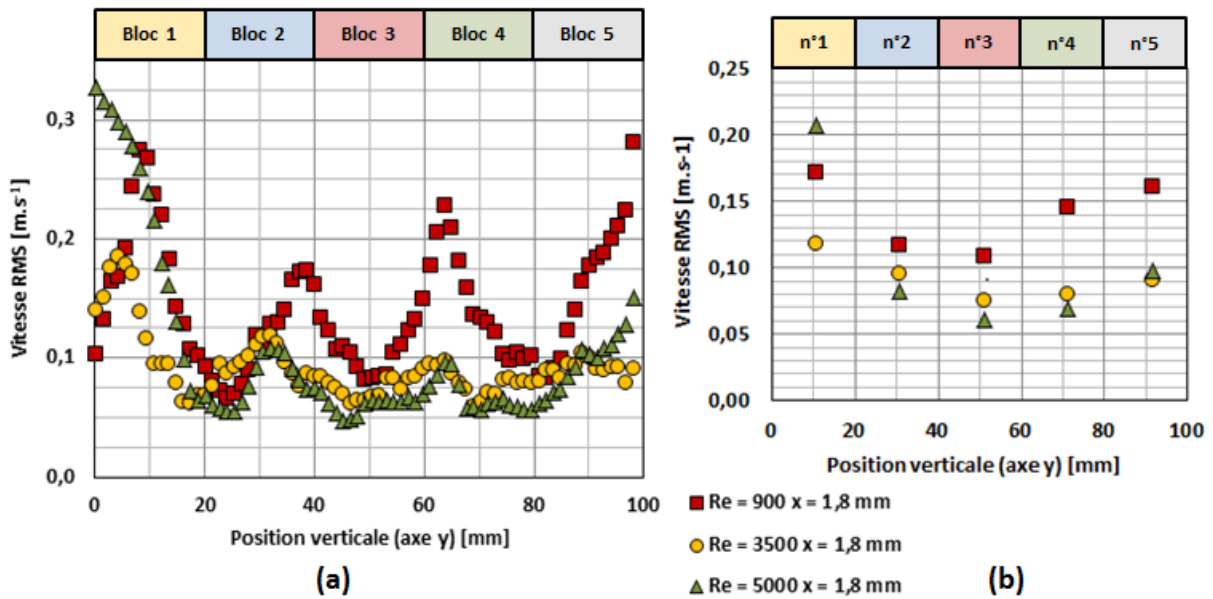 Bloc 1 Bloc 2 Bloc 3 Bloc 4 Bloc 5
n°1 n°2 n°3 n°4 n°5
Vitesse RMS [m.s⁻¹]
0,3
0,2
0,1
0,0
0 20 40 60 80 100
Position verticale (axe y) [mm]
(a)
Vitesse RMS [m.s-1]
0,25
0,20
0,15
0,10
0,05
0,00
0 20 40 60 80 100
Position verticale (axe y) [mm]
Re = 900 x = 1,8 mm
Re = 3500 x = 1,8 mm
Re = 5000 x = 1,8 mm
(b)